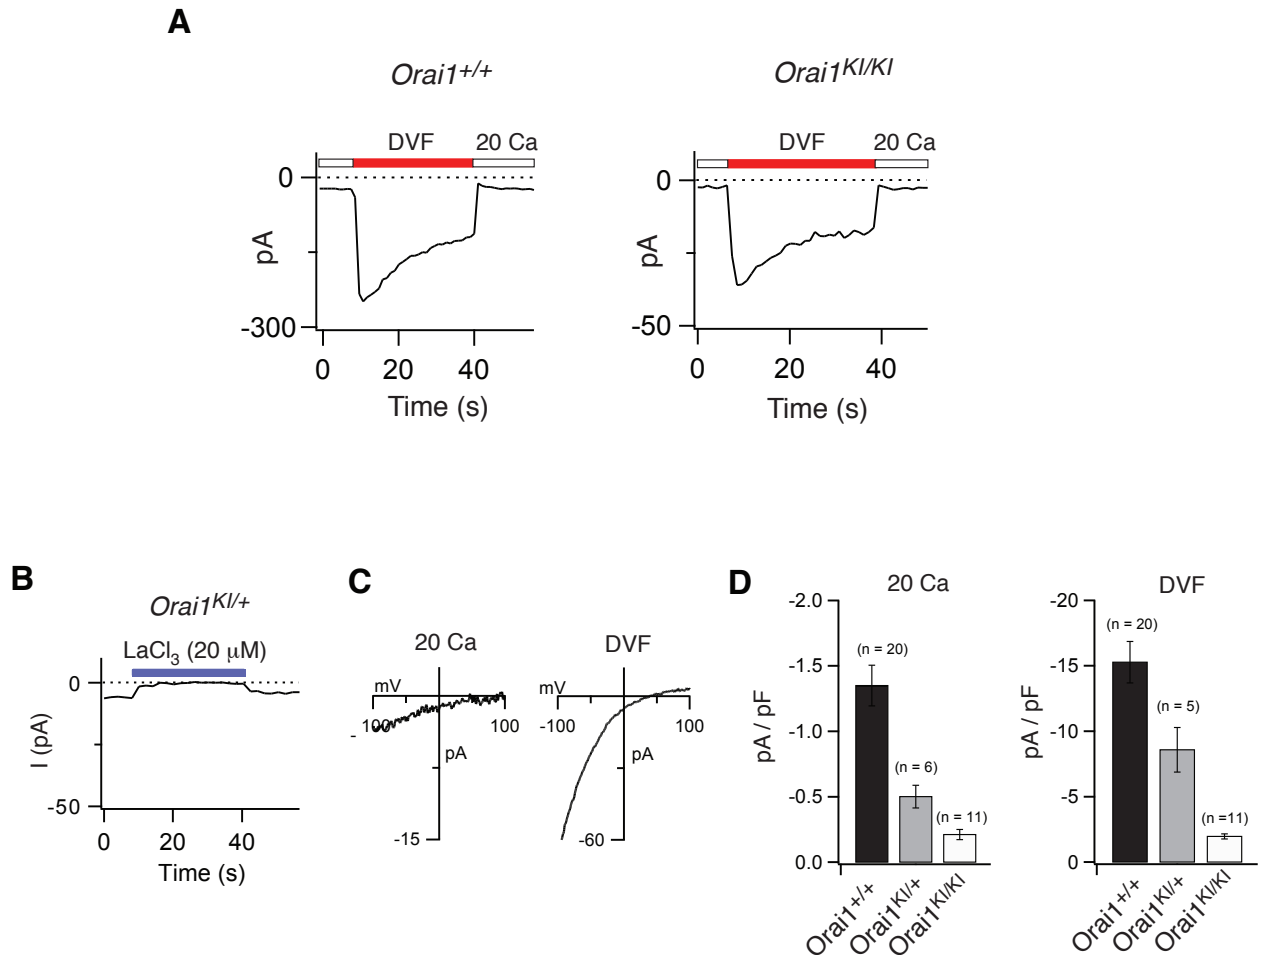 A
Orai1+/+
Orai1KI/KI
DVF 20 Ca
DVF 20 Ca
0
-300
pA
0 20 40
Time (s)
0
-50
pA
0 20 40
Time (s)
B
Orai1KI/+
LaCl3 (20 μM)
0
-50
I (pA)
0 20 40
Time (s)
C
20 Ca
mV
-100
100
pA
-15
DVF
mV
-100
100
pA
-60
D
20 Ca
-2.0
-1.5
-1.0
-0.5
0.0
pA / pF
(n = 20)
(n = 6)
(n = 11)
Orai1+/+
Orai1KI/+
Orai1KI/KI
DVF
-20
-15
-10
-5
0
pA / pF
(n = 20)
(n = 5)
(n =11)
Orai1+/+
Orai1KI/+
Orai1KI/KI